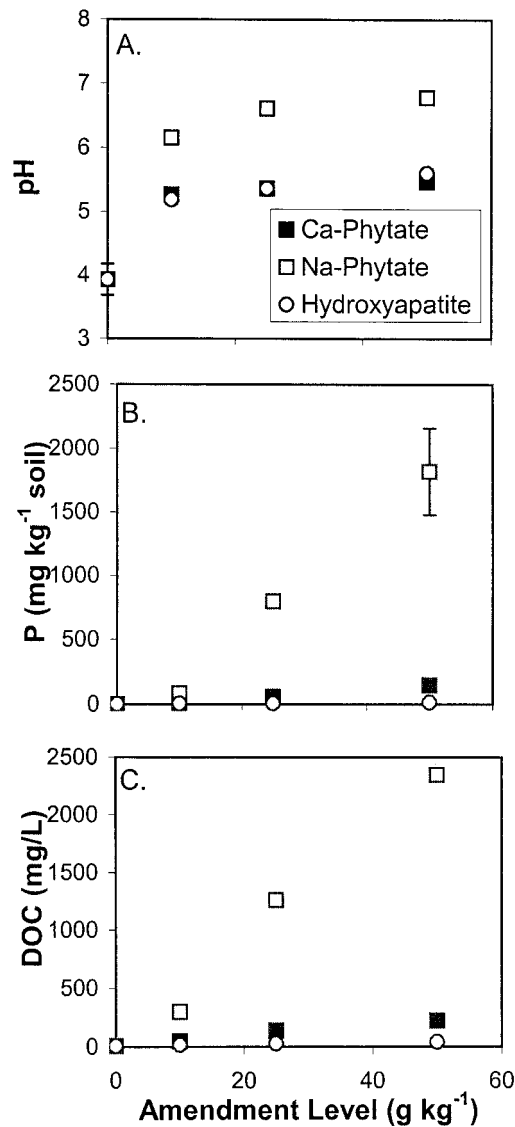 A.
8
7
6
5
4
3
pH
Ca-Phytate
Na-Phytate
Hydroxyapatite
B.
2500
2000
1500
1000
500
0
P (mg kg⁻¹ soil)
C.
2500
2000
1500
1000
500
0
DOC (mg/L)
0 20 40 60
Amendment Level (g kg⁻¹)